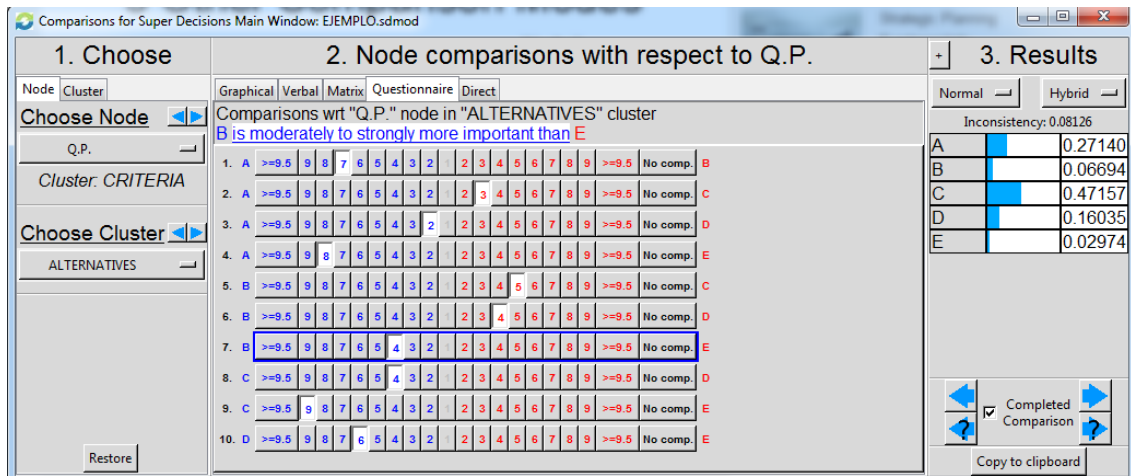 Comparisons for Super Decisions Main Window: EJEMPLO.sdmod
1. Choose
2. Node comparisons with respect to Q.P.
+ 3. Results
Node Cluster
Graphical Verbal Matrix Questionnaire Direct
Normal Hybrid
Choose Node
Comparisons wrt "Q.P." node in "ALTERNATIVES" cluster
B is moderately to strongly more important than E
Inconsistency: 0.08126
Q.P.
Cluster: CRITERIA
Choose Cluster
ALTERNATIVES
1. A >=9.5 9 8 7 6 5 4 3 2 1 2 3 4 5 6 7 8 9 >=9.5 No comp. B
2. A >=9.5 9 8 7 6 5 4 3 2 1 2 3 4 5 6 7 8 9 >=9.5 No comp. C
3. A >=9.5 9 8 7 6 5 4 3 2 1 2 3 4 5 6 7 8 9 >=9.5 No comp. D
4. A >=9.5 9 8 7 6 5 4 3 2 1 2 3 4 5 6 7 8 9 >=9.5 No comp. E
5. B >=9.5 9 8 7 6 5 4 3 2 1 2 3 4 5 6 7 8 9 >=9.5 No comp. C
6. B >=9.5 9 8 7 6 5 4 3 2 1 2 3 4 5 6 7 8 9 >=9.5 No comp. D
7. B >=9.5 9 8 7 6 5 4 3 2 1 2 3 4 5 6 7 8 9 >=9.5 No comp. E
8. C >=9.5 9 8 7 6 5 4 3 2 1 2 3 4 5 6 7 8 9 >=9.5 No comp. D
9. C >=9.5 9 8 7 6 5 4 3 2 1 2 3 4 5 6 7 8 9 >=9.5 No comp. E
10. D >=9.5 9 8 7 6 5 4 3 2 1 2 3 4 5 6 7 8 9 >=9.5 No comp. E
A 0.27140
B 0.06694
C 0.47157
D 0.16035
E 0.02974
Completed
Comparison
? ?
Restore
Copy to clipboard